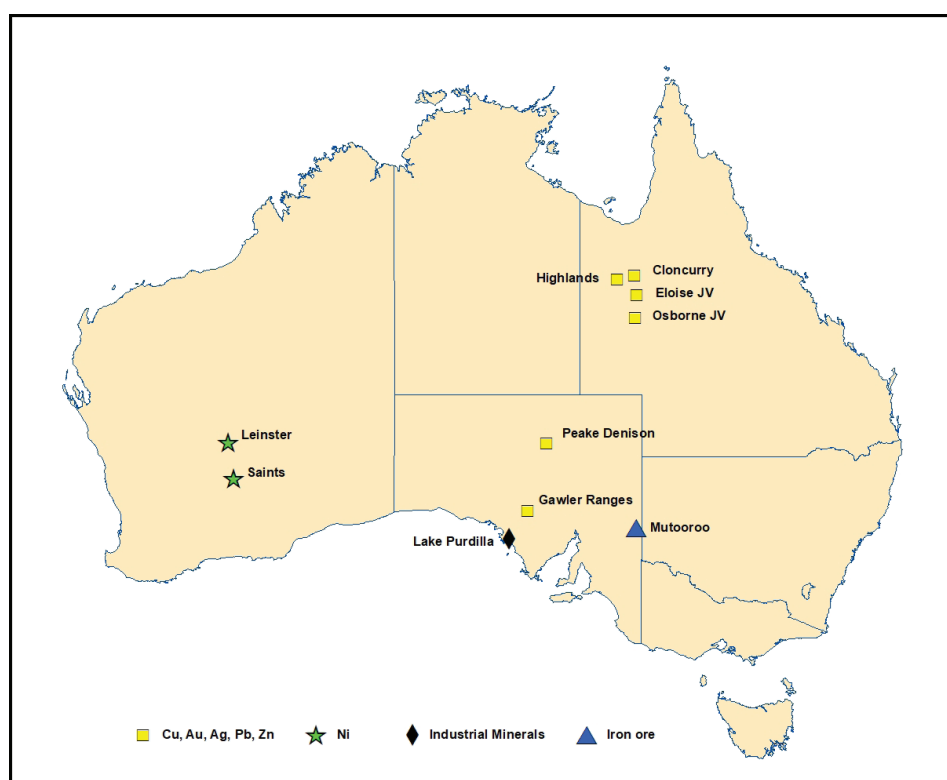 Highlands
Cloncurry
Eloise JV
Osborne JV
Leinster
Saints
Peake Denison
Gawler Ranges
Lake Purdilla
Mutooroo
Cu, Au, Ag, Pb, Zn
Ni
Industrial Minerals
Iron ore